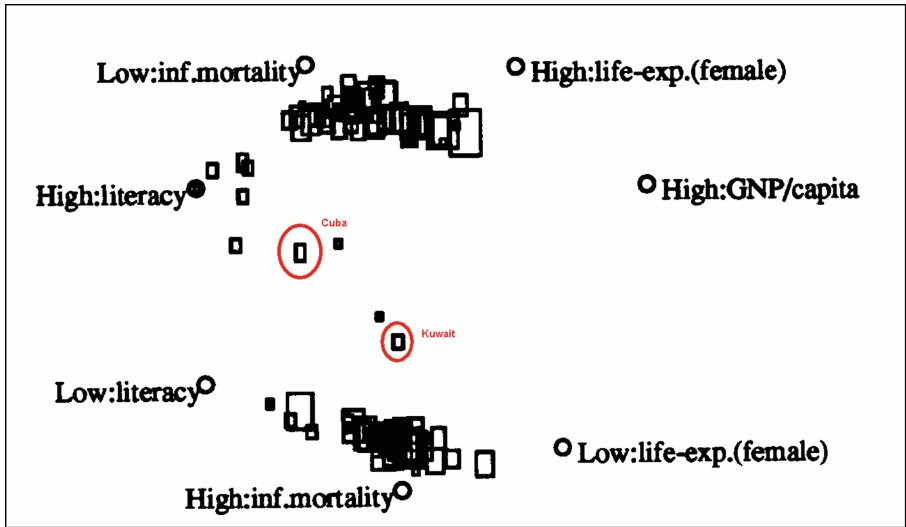 Low:inf.mortality
High:life-exp.(female)
High:literacy
High:GNP/capita
Cuba
Kuwait
Low:literacy
Low:life-exp.(female)
High:inf.mortality